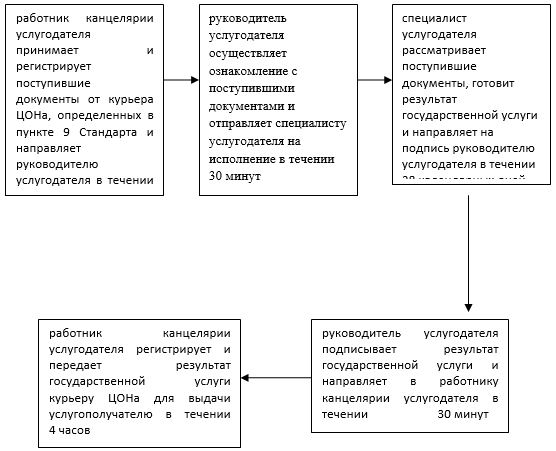 работник канцелярии
услугодателя
принимает и
регистрирует
поступившие
документы от курьера
ЦОНа, определенных в
пункте 9 Стандарта и
направляет
руководителю
услугодателя в течении
руководитель
услугодателя
осуществляет
ознакомление с
поступившими
документами и
отправляет специалисту
услугодателя на
исполнение в течении
30 минут
специалист
услугодателя
рассматривает
поступившие
документы, готовит
результат
государственной услуги
и направляет на
подпись руководителю
услугодателя в течении
руководитель услугодателя
подписывает результат
государственной услуги и
направляет в работнику
канцелярии услугодателя в
течении 30 минут
работник канцелярии
услугодателя регистрирует и
передает результат
государственной услуги
курьеру ЦОНа для выдачи
услугополучателю в течении
4 часов